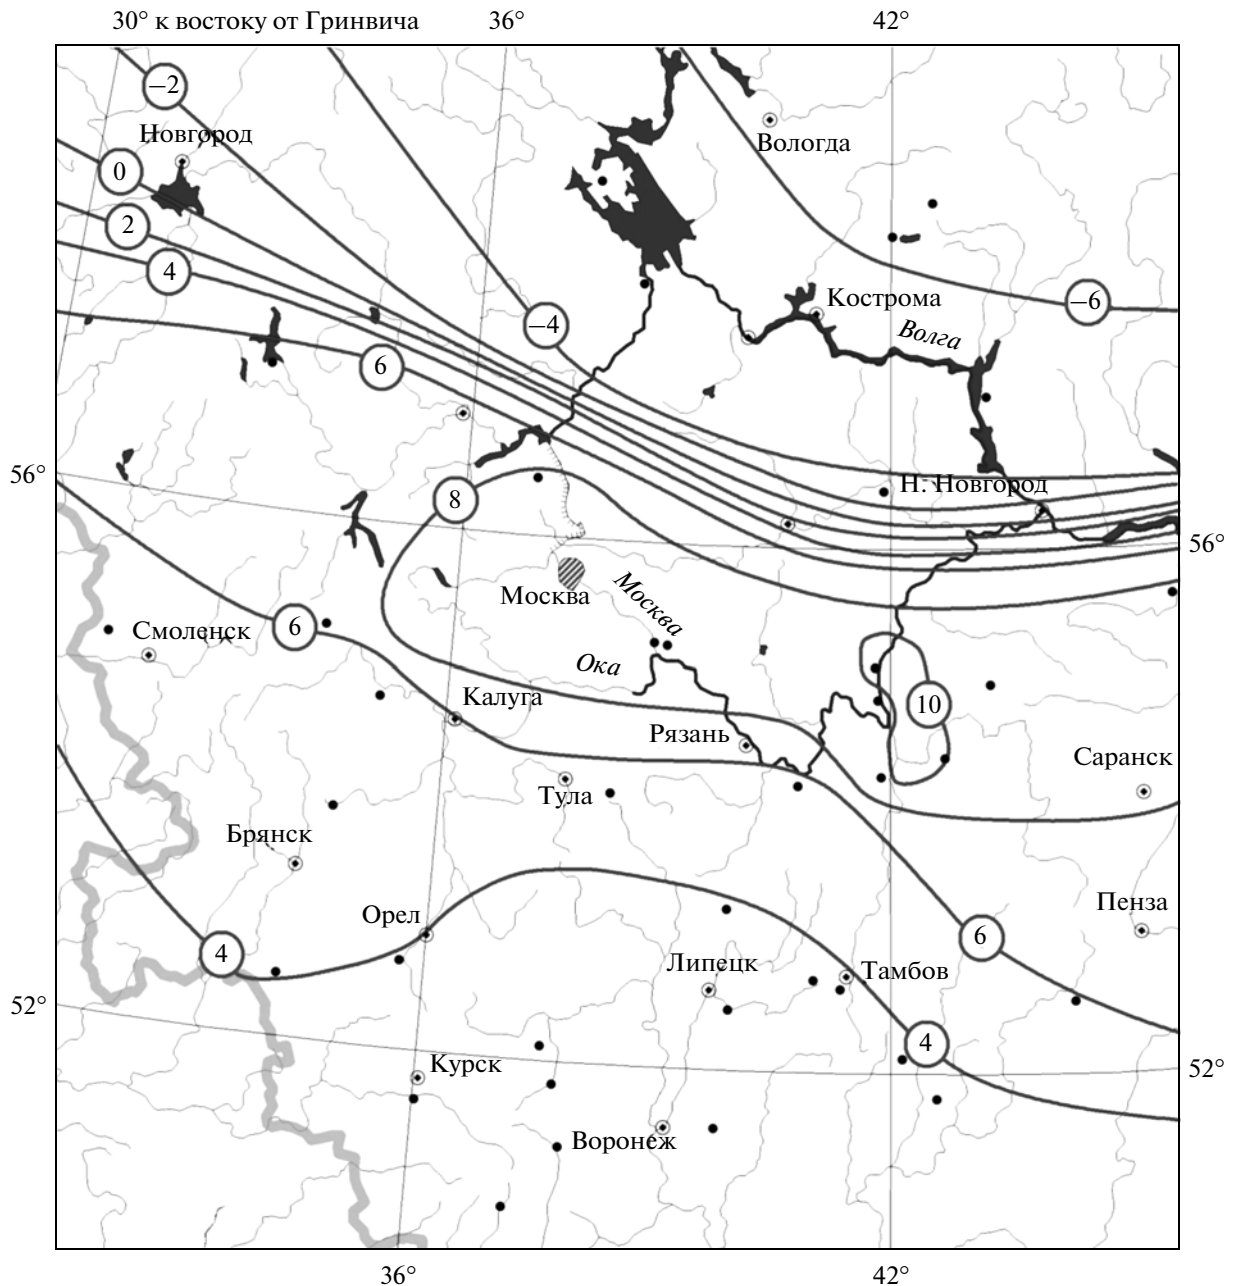 30° к востоку от Гринвича 36° 42°
−2
Новгород
Вологда
0
2
4
Кострома
−6
−4
Волга
6
56°
8
Н. Новгород
56°
Москва
Москва
6
Смоленск
Ока
Калуга
10
Рязань
Саранск
Тула
Брянск
Пенза
Орел
6
4
Липецк
Тамбов
52°
4
Курск
52°
Воронеж
36° 42°